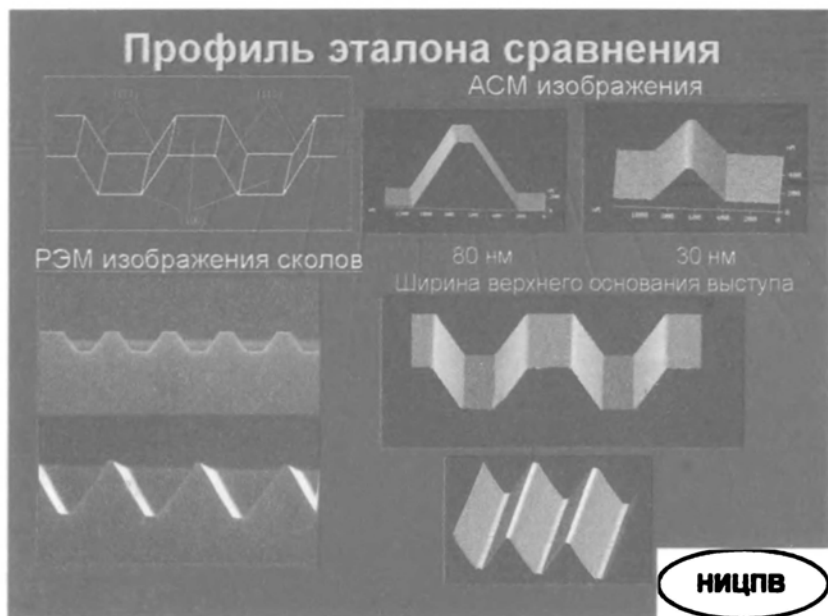 Профиль эталона сравнения
АСМ изображения
РЭМ изображения сколов
80 нм
30 нм
Ширина верхнего основания выступа
НИЦПВ